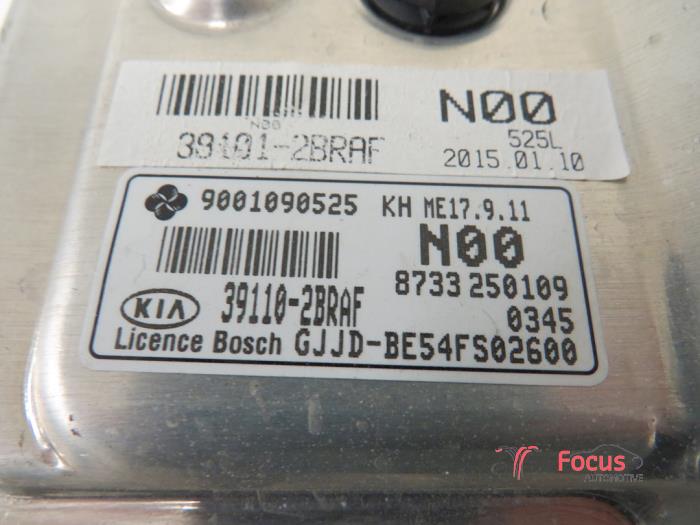 N00
N00
525L
39101-2BRAF
2015.01.10
9001090525 KH ME17.9.11
N00
39110-2BRAF
8733 250109
KIA
0345
Licence Bosch GJJD-BE54FS02600
Focus
AUTOMOTIVE